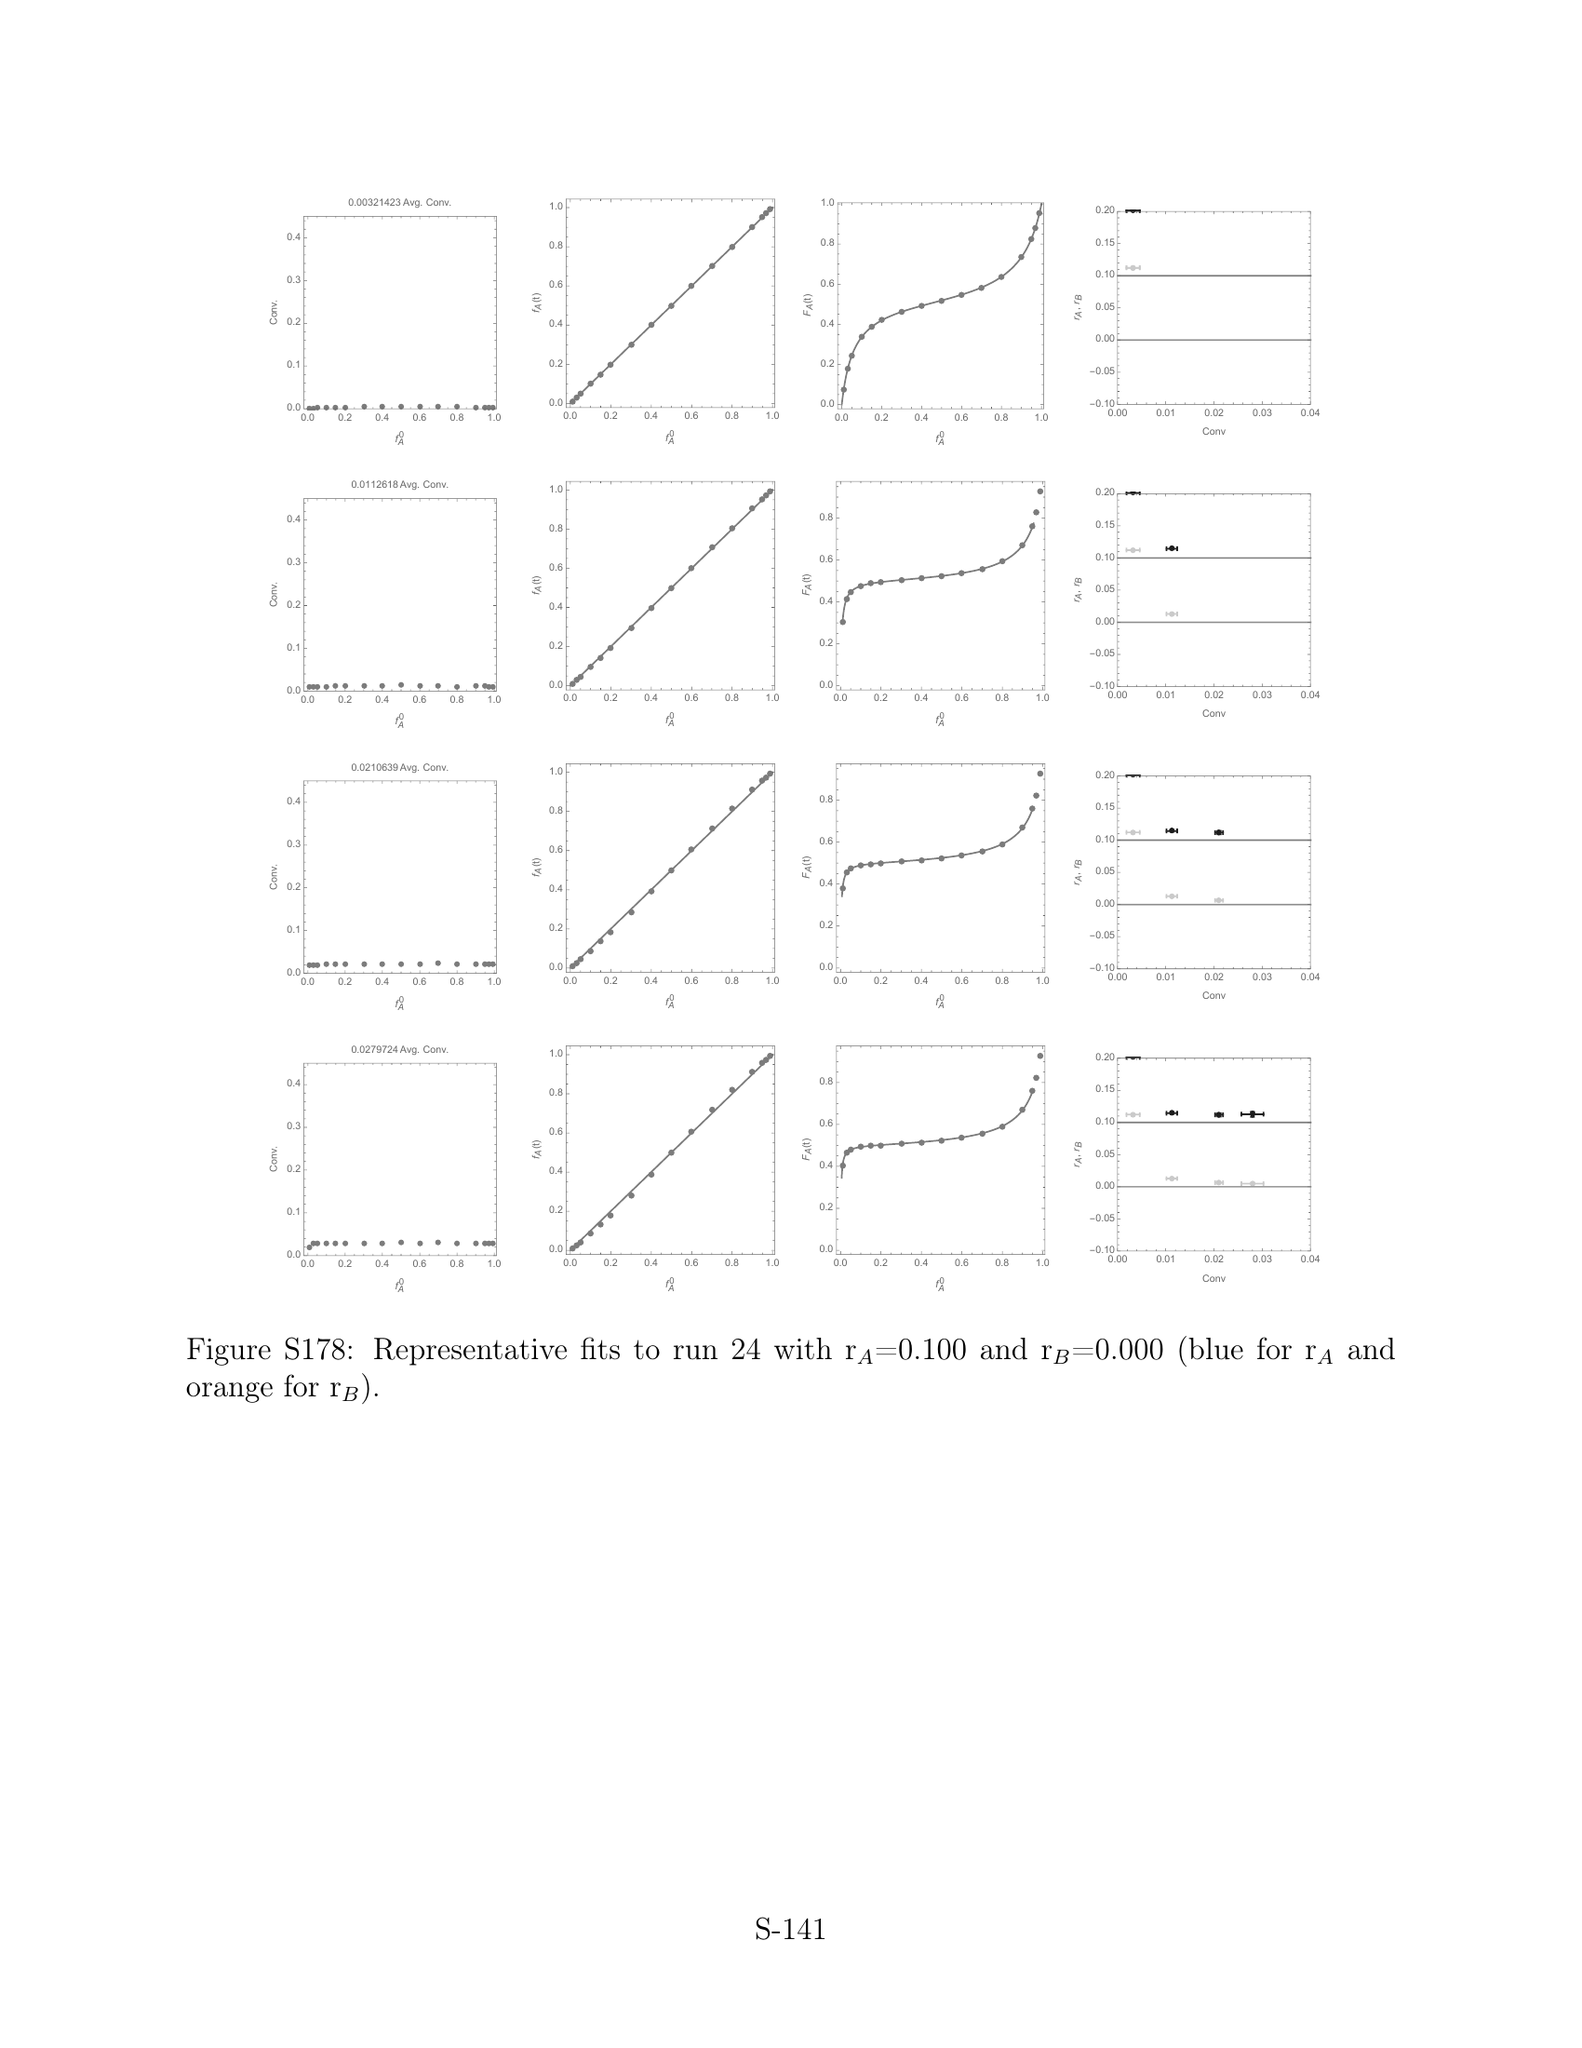 0.00321423 Avg. Conv.
Conv.
0.4
0.3
0.2
0.1
0.0
0.0 0.2 0.4 0.6 0.8 1.0
f_A^0
f_A(t)
1.0
0.8
0.6
0.4
0.2
0.0
0.0 0.2 0.4 0.6 0.8 1.0
f_A^0
F_A(t)
1.0
0.8
0.6
0.4
0.2
0.0
0.0 0.2 0.4 0.6 0.8 1.0
f_A^0
r_A, r_B
0.20
0.15
0.10
0.05
0.00
−0.05
−0.10
0.00 0.01 0.02 0.03 0.04
Conv
0.0112618 Avg. Conv.
Conv.
0.4
0.3
0.2
0.1
0.0
0.0 0.2 0.4 0.6 0.8 1.0
f_A^0
f_A(t)
1.0
0.8
0.6
0.4
0.2
0.0
0.0 0.2 0.4 0.6 0.8 1.0
f_A^0
F_A(t)
0.8
0.6
0.4
0.2
0.0
0.0 0.2 0.4 0.6 0.8 1.0
f_A^0
r_A, r_B
0.20
0.15
0.10
0.05
0.00
−0.05
−0.10
0.00 0.01 0.02 0.03 0.04
Conv
0.0210639 Avg. Conv.
Conv.
0.4
0.3
0.2
0.1
0.0
0.0 0.2 0.4 0.6 0.8 1.0
f_A^0
f_A(t)
1.0
0.8
0.6
0.4
0.2
0.0
0.0 0.2 0.4 0.6 0.8 1.0
f_A^0
F_A(t)
0.8
0.6
0.4
0.2
0.0
0.0 0.2 0.4 0.6 0.8 1.0
f_A^0
r_A, r_B
0.20
0.15
0.10
0.05
0.00
−0.05
−0.10
0.00 0.01 0.02 0.03 0.04
Conv
0.0279724 Avg. Conv.
Conv.
0.4
0.3
0.2
0.1
0.0
0.0 0.2 0.4 0.6 0.8 1.0
f_A^0
f_A(t)
1.0
0.8
0.6
0.4
0.2
0.0
0.0 0.2 0.4 0.6 0.8 1.0
f_A^0
F_A(t)
0.8
0.6
0.4
0.2
0.0
0.0 0.2 0.4 0.6 0.8 1.0
f_A^0
r_A, r_B
0.20
0.15
0.10
0.05
0.00
−0.05
−0.10
0.00 0.01 0.02 0.03 0.04
Conv
Figure S178: Representative fits to run 24 with r_A=0.100 and r_B=0.000 (blue for r_A and
orange for r_B).
S-141